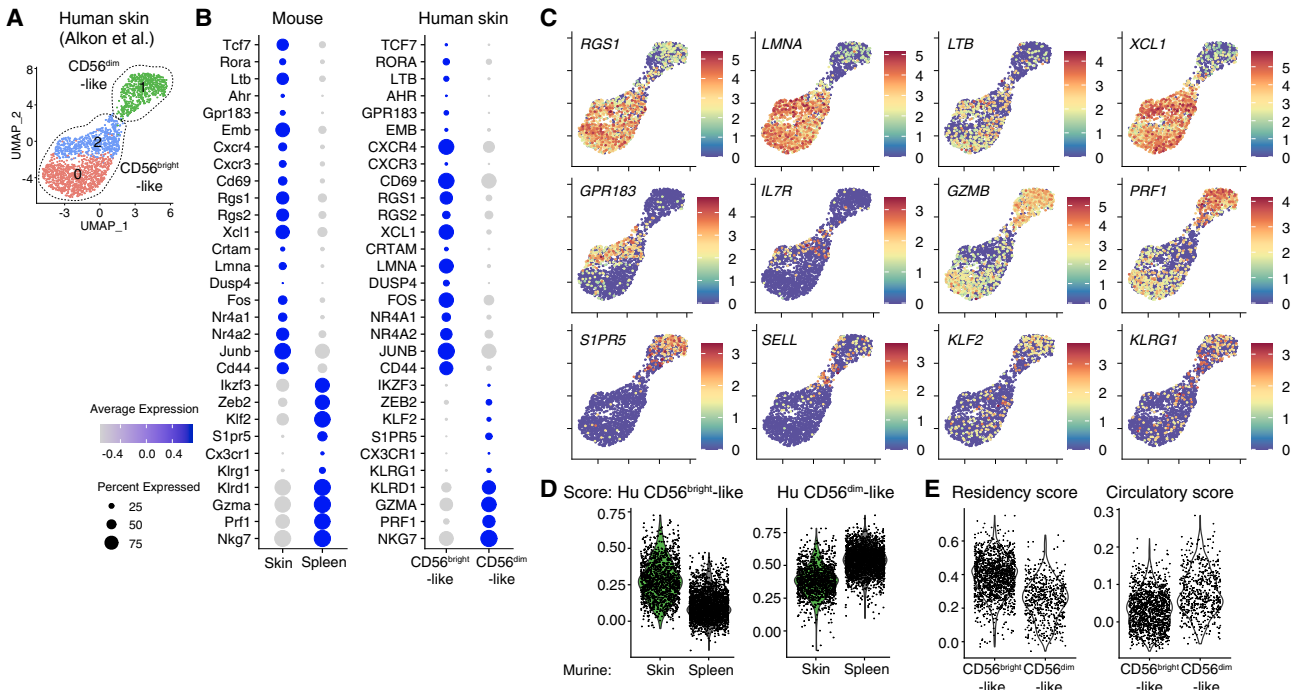 A
Human skin
(Alkon et al.)
CD56dim
-like
8
4
0
-4
UMAP_2
1
2
0
CD56bright
-like
-3 0 3 6
UMAP_1
Average Expression
-0.4 0.0 0.4
Percent Expressed
25
50
75
B
Mouse
Tcf7
Rora
Ltb
Ahr
Gpr183
Emb
Cxcr4
Cxcr3
Cd69
Rgs1
Rgs2
Xcl1
Crtam
Lmna
Dusp4
Fos
Nr4a1
Nr4a2
Junb
Cd44
Ikzf3
Zeb2
Klf2
S1pr5
Cx3cr1
Klrg1
Klrd1
Gzma
Prf1
Nkg7
Skin Spleen
Human skin
TCF7
RORA
LTB
AHR
GPR183
EMB
CXCR4
CXCR3
CD69
RGS1
RGS2
XCL1
CRTAM
LMNA
DUSP4
FOS
NR4A1
NR4A2
JUNB
CD44
IKZF3
ZEB2
KLF2
S1PR5
CX3CR1
KLRG1
KLRD1
GZMA
PRF1
NKG7
CD56bright CD56dim
-like -like
C
RGS1
4
3
2
1
0
LMNA
5
4
3
2
1
0
LTB
4
3
2
1
0
XCL1
5
4
3
2
1
0
GPR183
4
3
2
1
0
IL7R
4
3
2
1
0
GZMB
5
4
3
2
1
0
PRF1
4
3
2
1
0
S1PR5
3
2
1
0
SELL
3
2
1
0
KLF2
3
2
1
0
KLRG1
3
2
1
0
D
Score: Hu CD56bright-like
0.75
0.50
0.25
0.00
Murine: Skin Spleen
Hu CD56dim-like
0.75
0.50
0.25
0.00
Skin Spleen
E
Residency score
0.6
0.4
0.2
0.0
CD56bright CD56dim
-like -like
Circulatory score
0.3
0.2
0.1
0.0
CD56bright CD56dim
-like -like